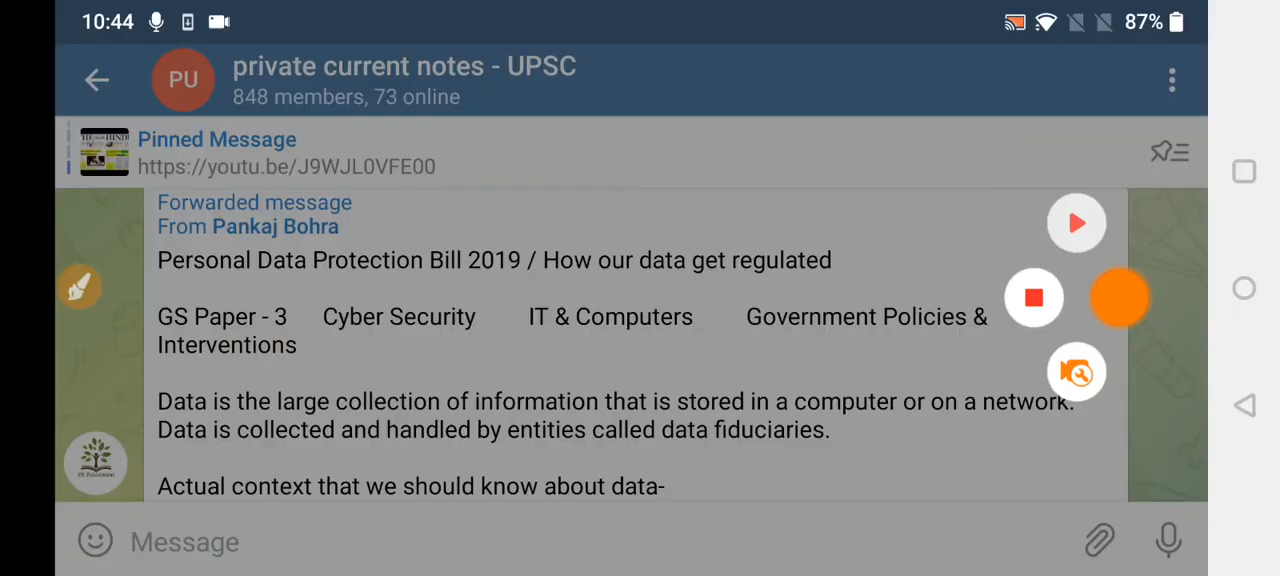 10:44
87%
PU
private current notes - UPSC
848 members, 73 online
Pinned Message
https://youtu.be/J9WJL0VFE00
Forwarded message
From Pankaj Bohra
Personal Data Protection Bill 2019 / How our data get regulated
GS Paper - 3 Cyber Security IT & Computers Government Policies &
Interventions
Data is the large collection of information that is stored in a computer or on a network.
Data is collected and handled by entities called data fiduciaries.
Actual context that we should know about data-
Message